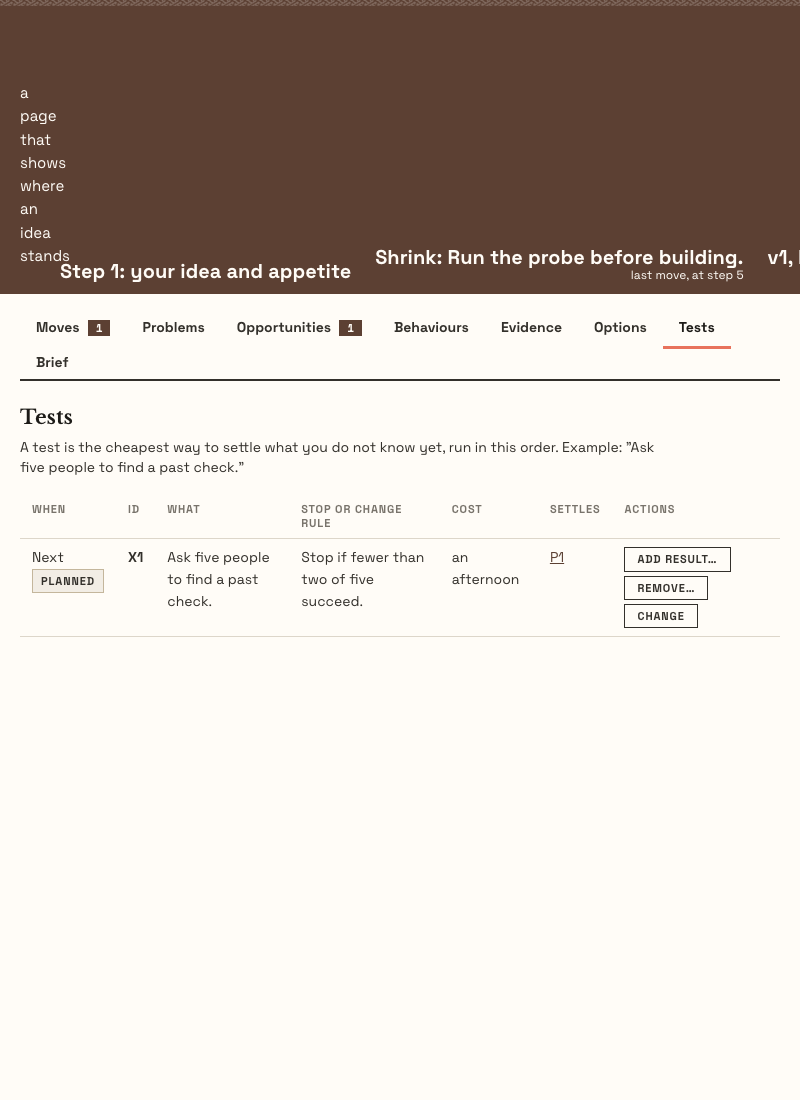 a
page
that
shows
where
an
idea
stands
Step 1: your idea and appetite
Shrink: Run the probe before building.
last move, at step 5
v1,
Moves 1
Problems
Opportunities 1
Behaviours
Evidence
Options
Tests
Brief
Tests
A test is the cheapest way to settle what you do not know yet, run in this order. Example: "Ask
five people to find a past check."
WHEN
ID
WHAT
STOP OR CHANGE
RULE
COST
SETTLES
ACTIONS
Next
PLANNED
X1
Ask five people
to find a past
check.
Stop if fewer than
two of five
succeed.
an
afternoon
P1
ADD RESULT…
REMOVE…
CHANGE